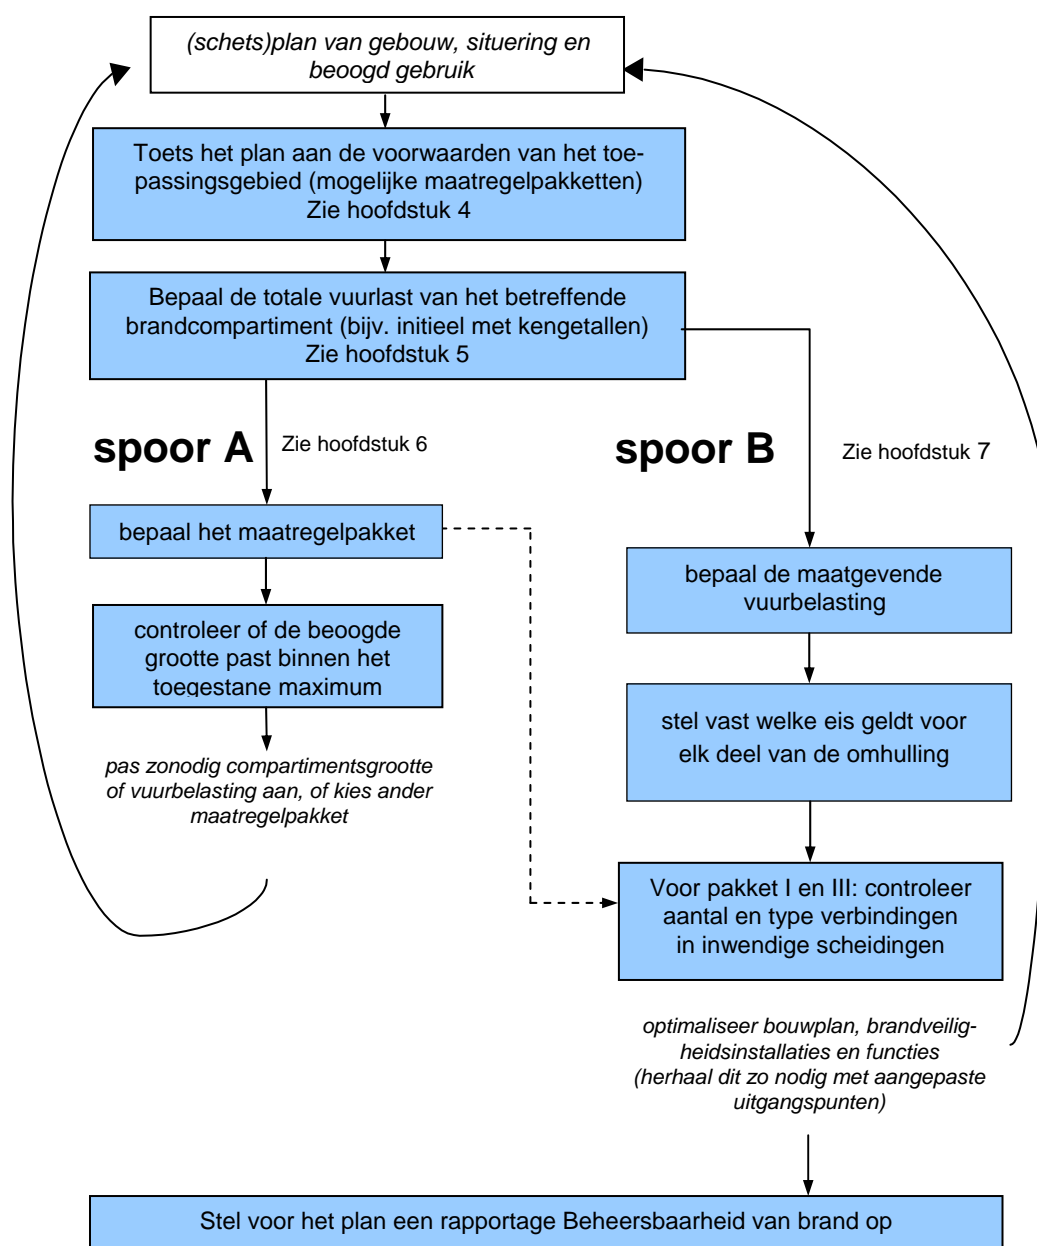 (schets)plan van gebouw, situering en
beoogd gebruik
Toets het plan aan de voorwaarden van het toe-
passingsgebied (mogelijke maatregelpakketten)
Zie hoofdstuk 4
Bepaal de totale vuurlast van het betreffende
brandcompartiment (bijv. initieel met kengetallen)
Zie hoofdstuk 5
spoor A
Zie hoofdstuk 6
bepaal het maatregelpakket
controleer of de beoogde
grootte past binnen het
toegestane maximum
pas zonodig compartimentsgrootte
of vuurbelasting aan, of kies ander
maatregelpakket
spoor B
Zie hoofdstuk 7
bepaal de maatgevende
vuurbelasting
stel vast welke eis geldt voor
elk deel van de omhulling
Voor pakket I en III: controleer
aantal en type verbindingen
in inwendige scheidingen
optimaliseer bouwplan, brandveilig-
heidsinstallaties en functies
(herhaal dit zo nodig met aangepaste
uitgangspunten)
Stel voor het plan een rapportage Beheersbaarheid van brand op